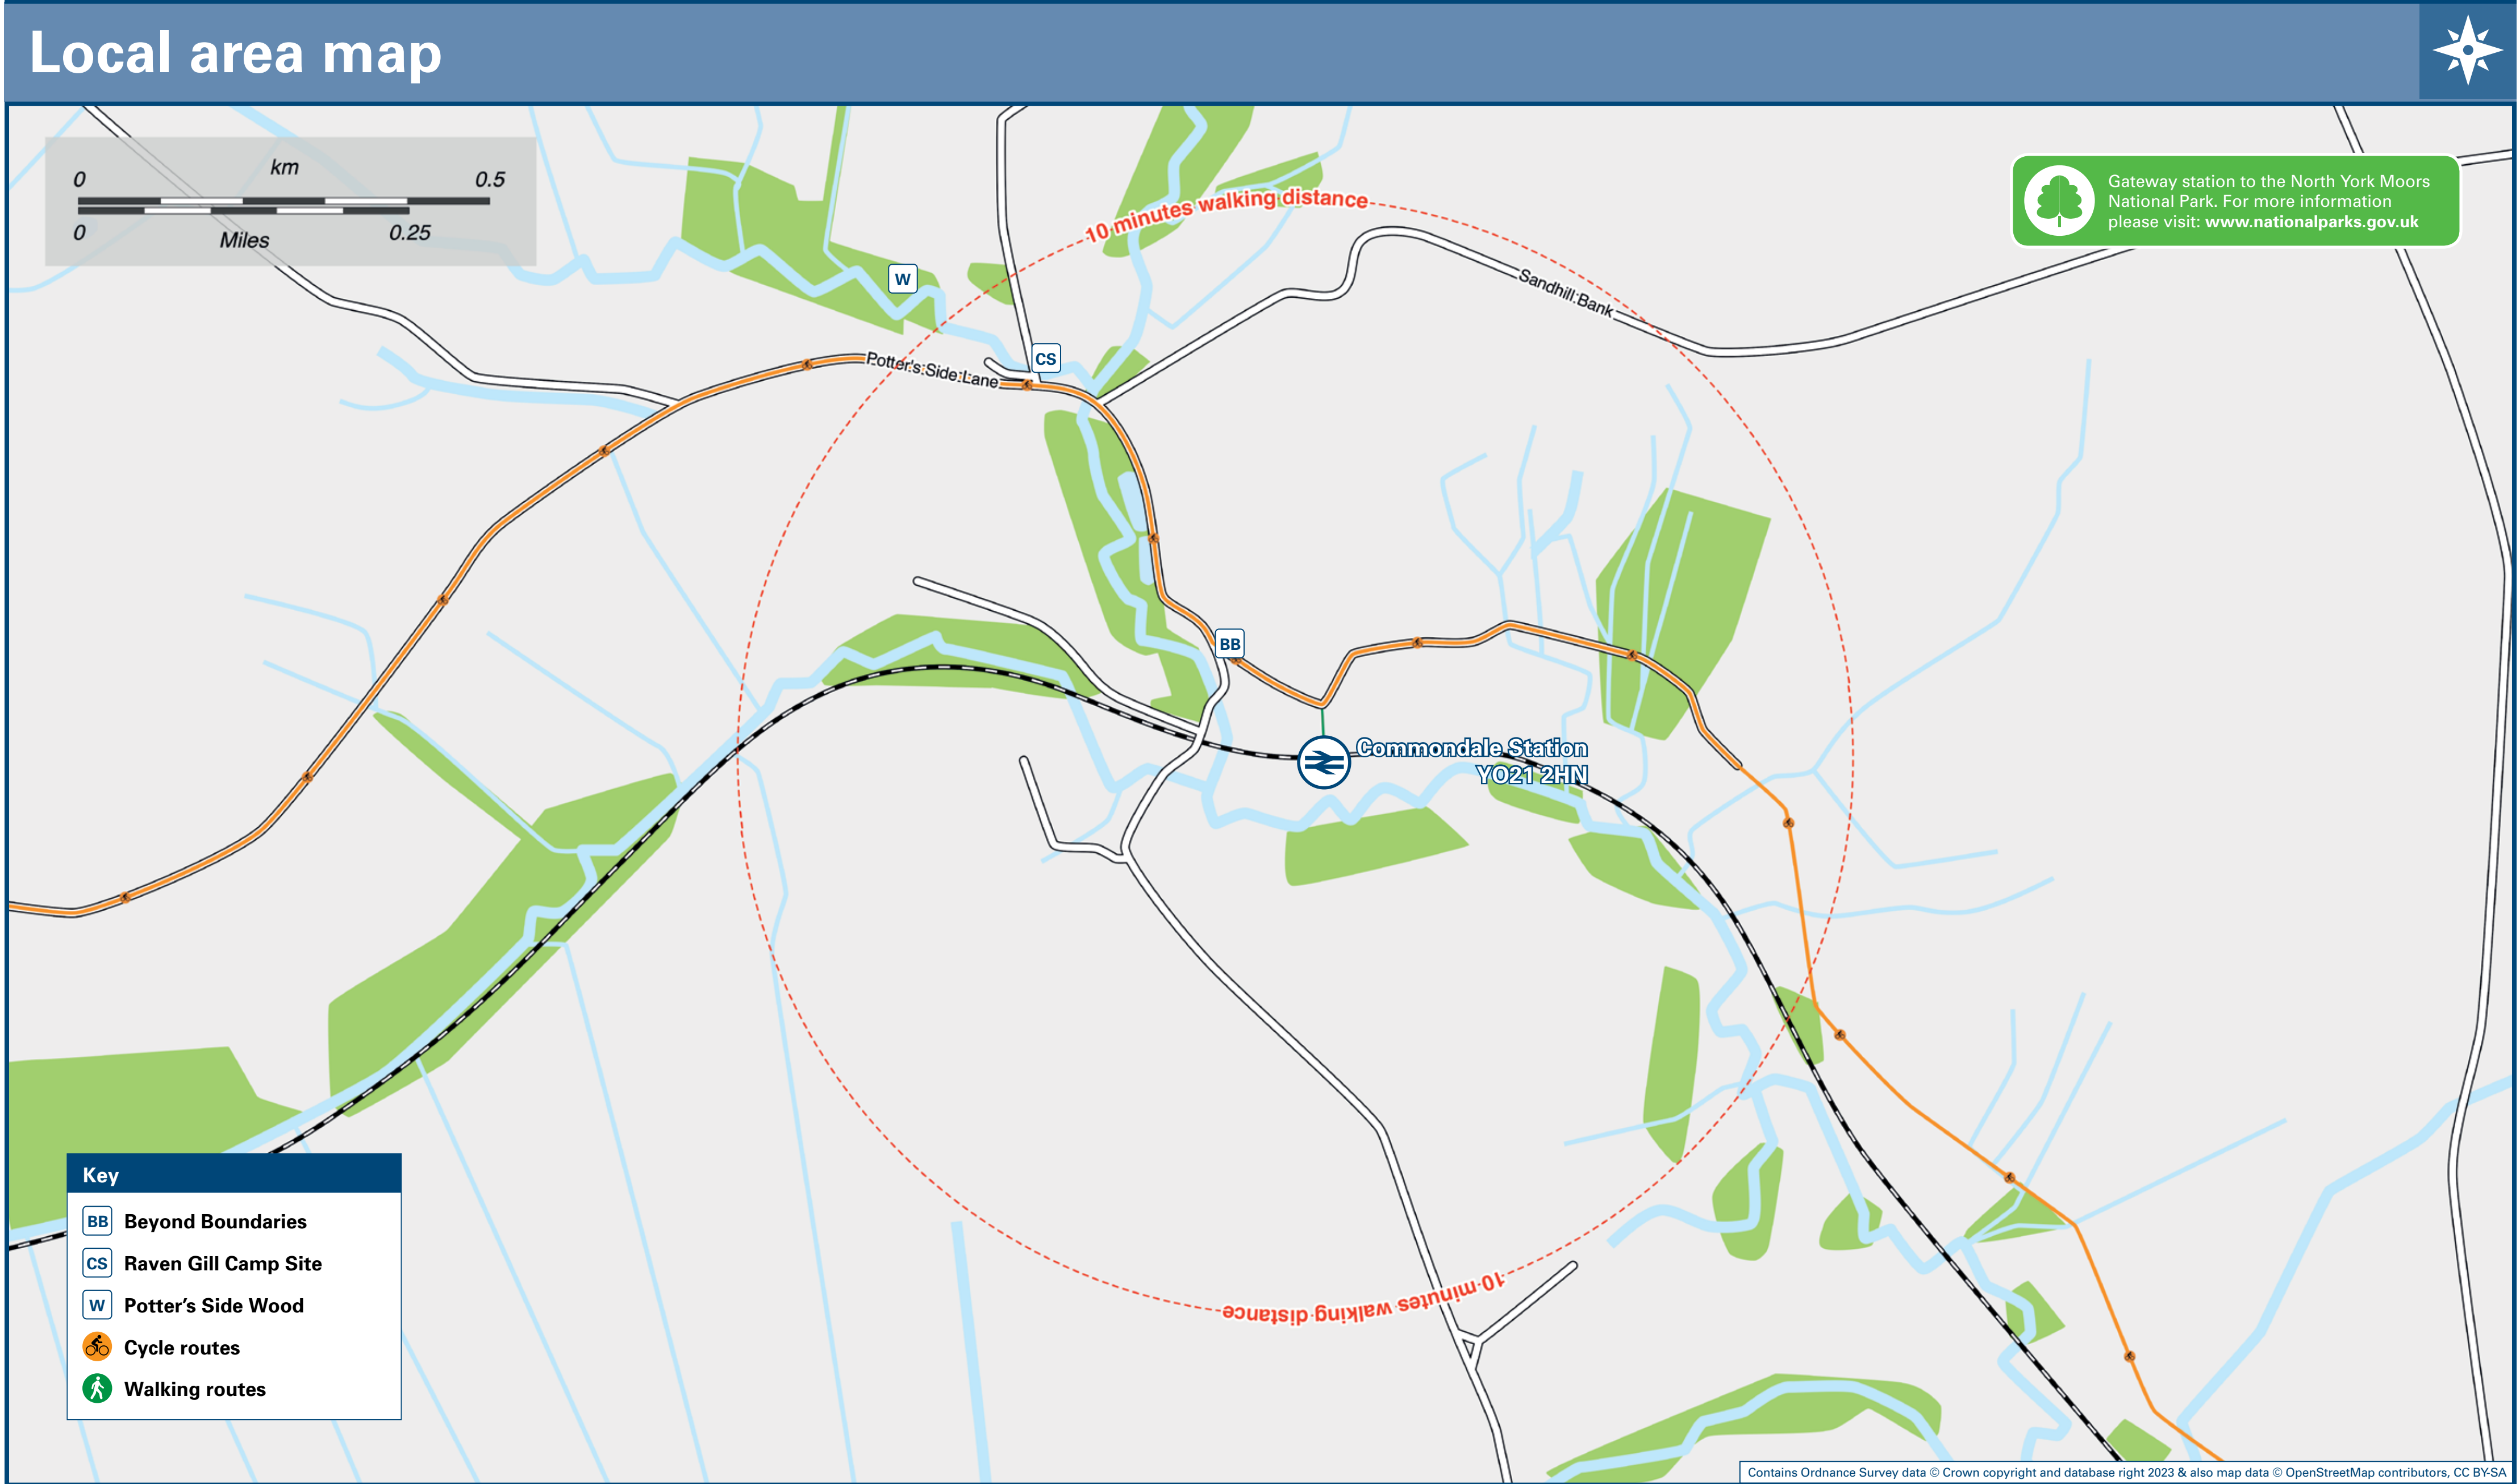 Local area map
km
0 0.5
0 0.25
Miles
Gateway station to the North York Moors
National Park. For more information
please visit: www.nationalparks.gov.uk
10 minutes walking distance
W
Sandhill Bank
CS
Potter's Side Lane
BB
Commondale Station
YO21 2HN
10 minutes walking distance
Key
BB Beyond Boundaries
CS Raven Gill Camp Site
W Potter’s Side Wood
Cycle routes
Walking routes
Contains Ordnance Survey data © Crown copyright and database right 2023 & also map data © OpenStreetMap contributors, CC BY-SA